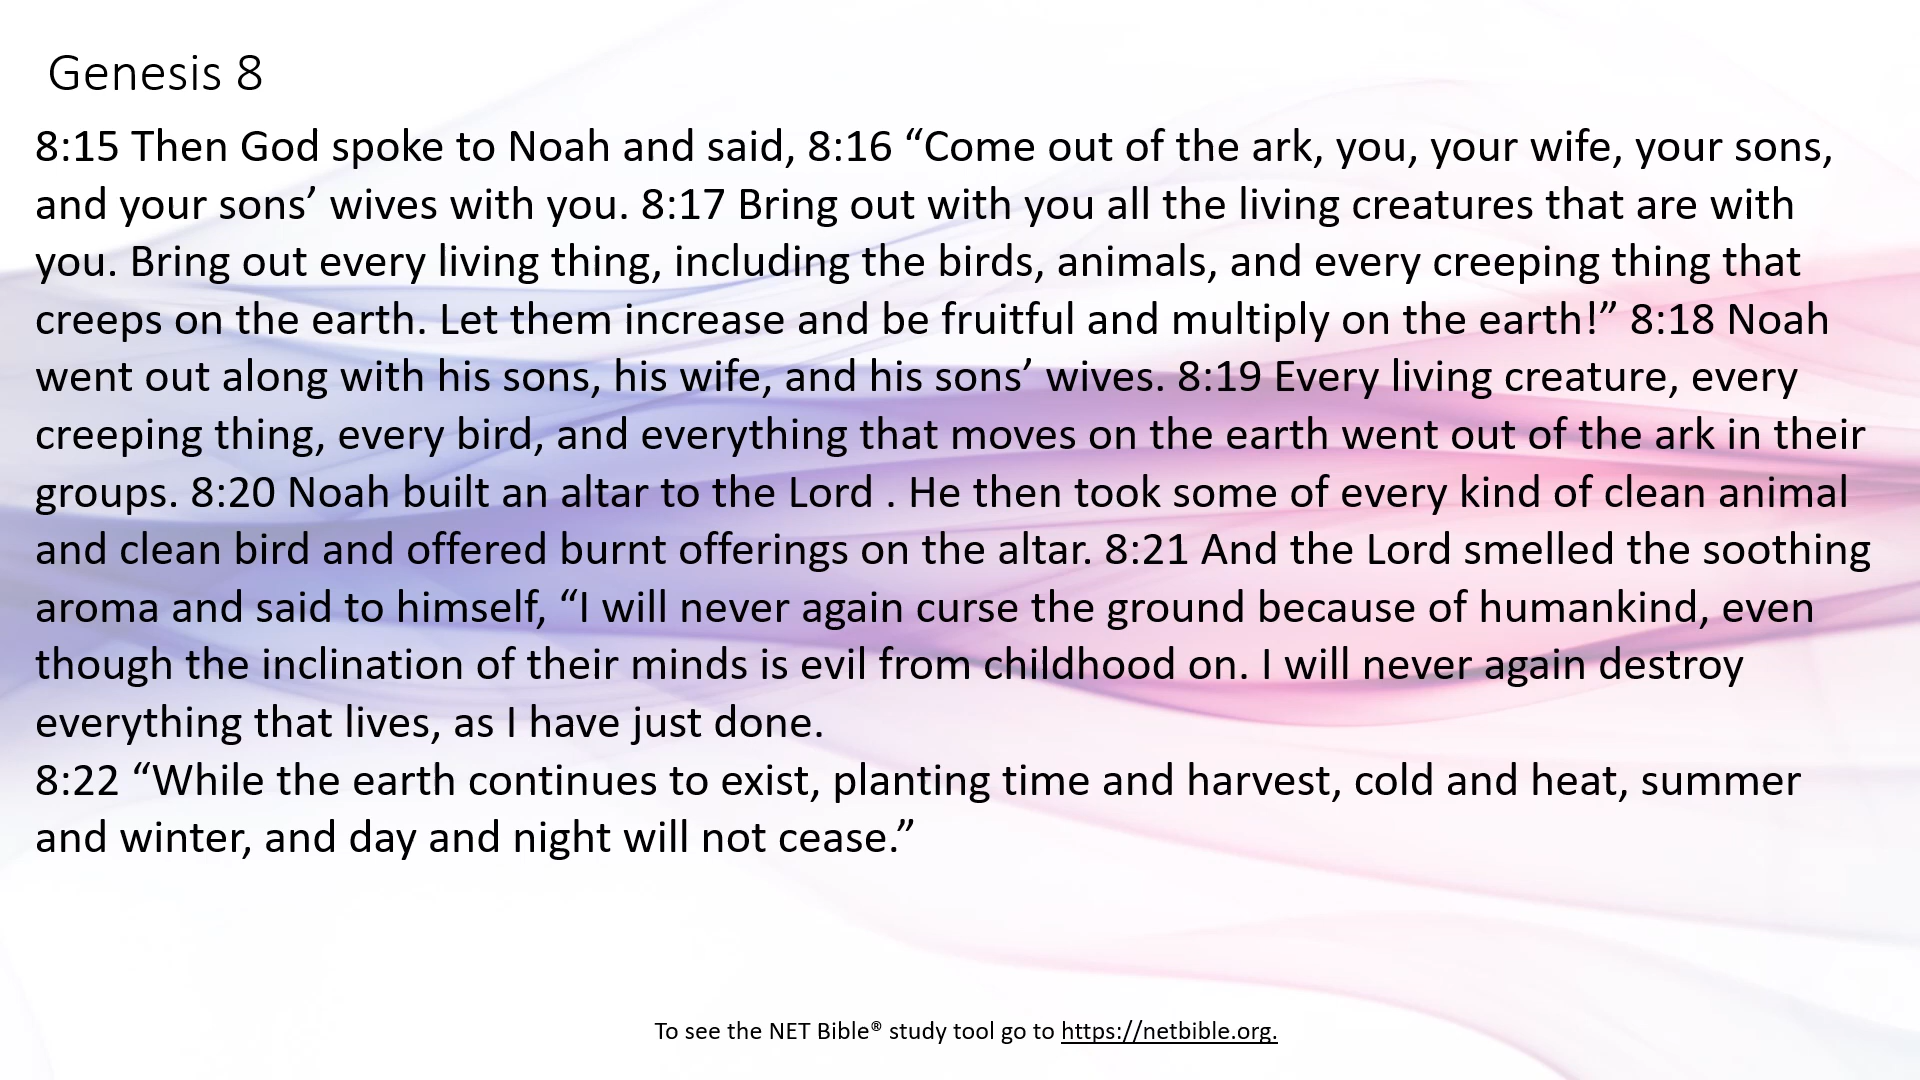 Genesis 8
8:15 Then God spoke to Noah and said, 8:16 “Come out of the ark, you, your wife, your sons,
and your sons’ wives with you. 8:17 Bring out with you all the living creatures that are with
you. Bring out every living thing, including the birds, animals, and every creeping thing that
creeps on the earth. Let them increase and be fruitful and multiply on the earth!” 8:18 Noah
went out along with his sons, his wife, and his sons’ wives. 8:19 Every living creature, every
creeping thing, every bird, and everything that moves on the earth went out of the ark in their
groups. 8:20 Noah built an altar to the Lord . He then took some of every kind of clean animal
and clean bird and offered burnt offerings on the altar. 8:21 And the Lord smelled the soothing
aroma and said to himself, “I will never again curse the ground because of humankind, even
though the inclination of their minds is evil from childhood on. I will never again destroy
everything that lives, as I have just done.
8:22 “While the earth continues to exist, planting time and harvest, cold and heat, summer
and winter, and day and night will not cease.”
To see the NET Bible® study tool go to https://netbible.org.